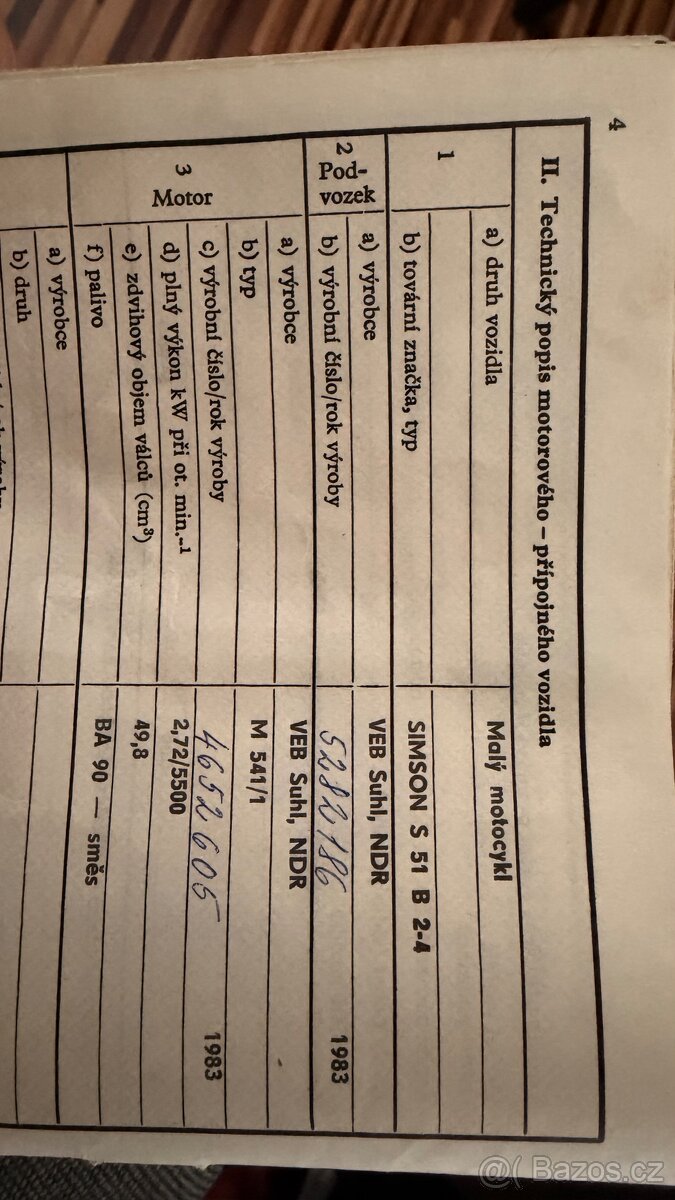 4
II. Technický popis motorového – přípojného vozidla
1
a) druh vozidla Malý motocykl
b) tovární značka, typ SIMSON S 51 B 2-4
2 Pod-
vozek
a) výrobce VEB Suhl, NDR
b) výrobní číslo/rok výroby 5282186 1983
3
Motor
a) výrobce VEB Suhl, NDR
b) typ M 541/1
c) výrobní číslo/rok výroby 4652605 1983
d) plný výkon kW při ot. min.-1 2,72/5500
e) zdvihový objem válců (cm³) 49,8
f) palivo BA 90 — směs
a) výrobce
b) druh
@( Bazos.cz